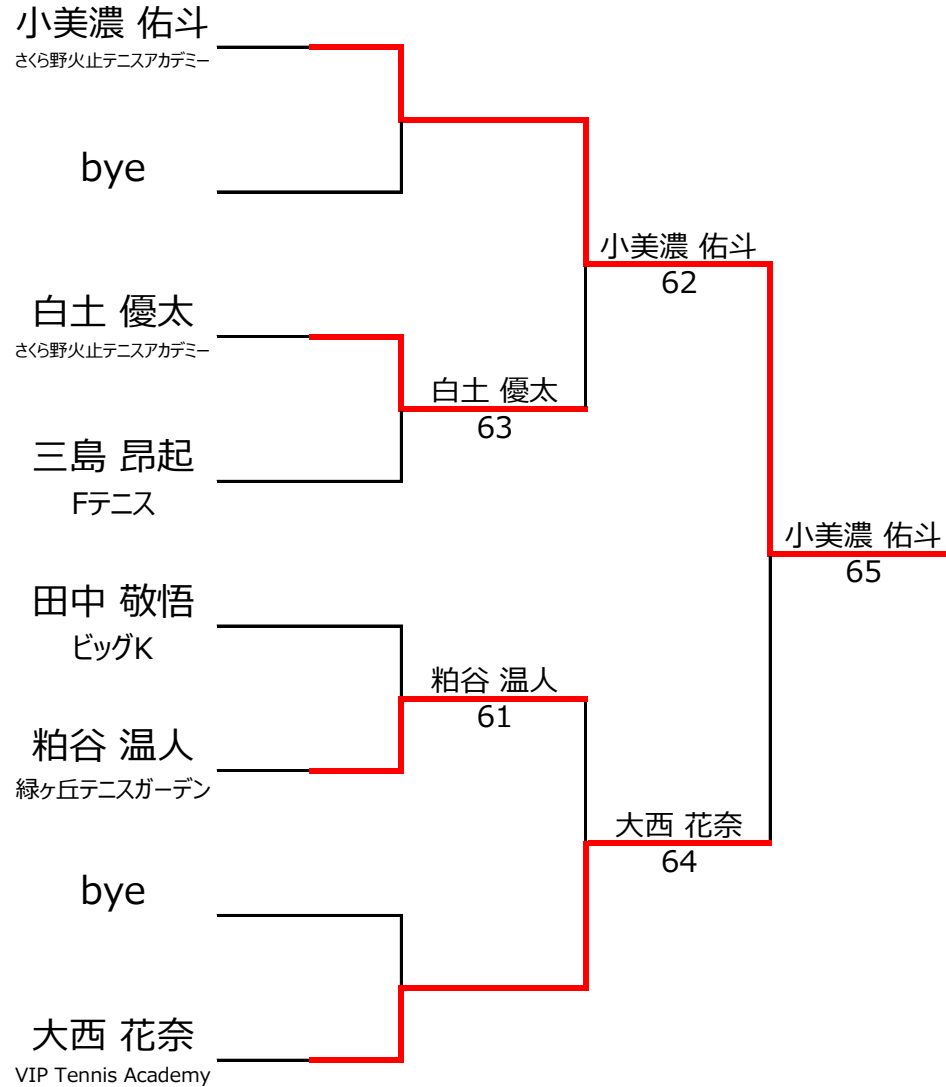 小美濃 佑斗
さくら野火止テニスアカデミー
bye
白土 優太
さくら野火止テニスアカデミー
三島 昂起
Fテニス
田中 敬悟
ビッグK
粕谷 温人
緑ヶ丘テニスガーデン
bye
大西 花奈
VIP Tennis Academy
白土 優太
63
粕谷 温人
61
小美濃 佑斗
62
大西 花奈
64
小美濃 佑斗
65